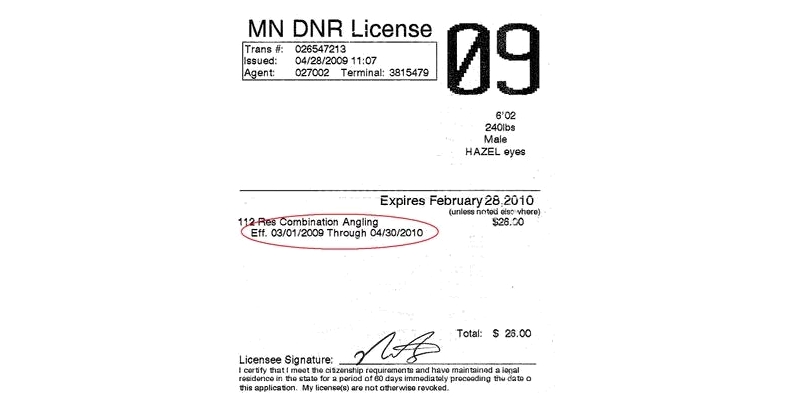 MN DNR License
09
Trans #: 026547213
Issued: 04/28/2009 11:07
Agent: 027002 Terminal: 3815479
6'02
240lbs
Male
HAZEL eyes
Expires February 28,2010
(unless noted elsewhere)
112 Res Combination Angling $26.00
Eff. 03/01/2009 Through 04/30/2010
Total: $ 26.00
Licensee Signature:
I certify that I meet the citizenship requirements and have maintained a legal
residence in the state for a period of 60 days immediately preceeding the date o
this application. My license(s) are not otherwise revoked.